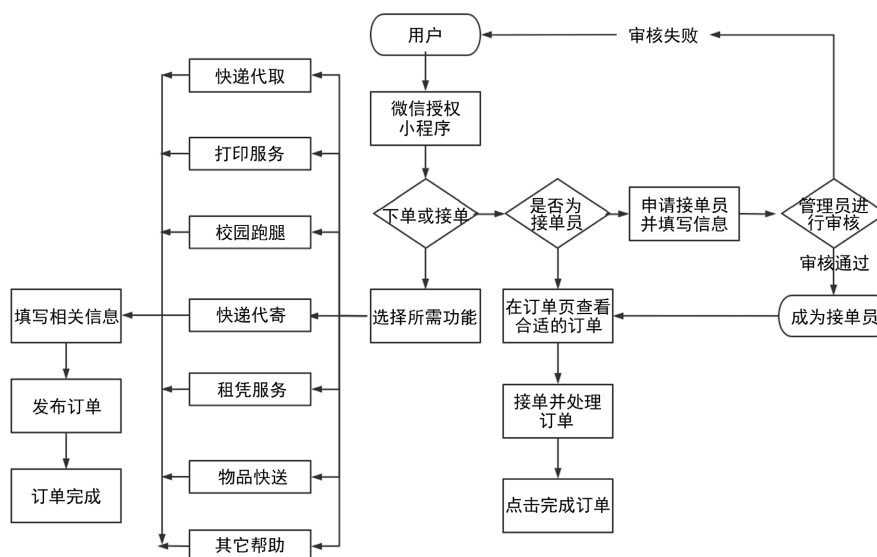 用户
审核失败
快递代取
微信授权
小程序
打印服务
下单或接单
是否为
接单员
申请接单员
并填写信息
管理员进
行审核
校园跑腿
审核通过
填写相关信息
快递代寄
选择所需功能
在订单页查看
合适的订单
成为接单员
租凭服务
发布订单
接单并处理
订单
物品快送
订单完成
点击完成订单
其它帮助